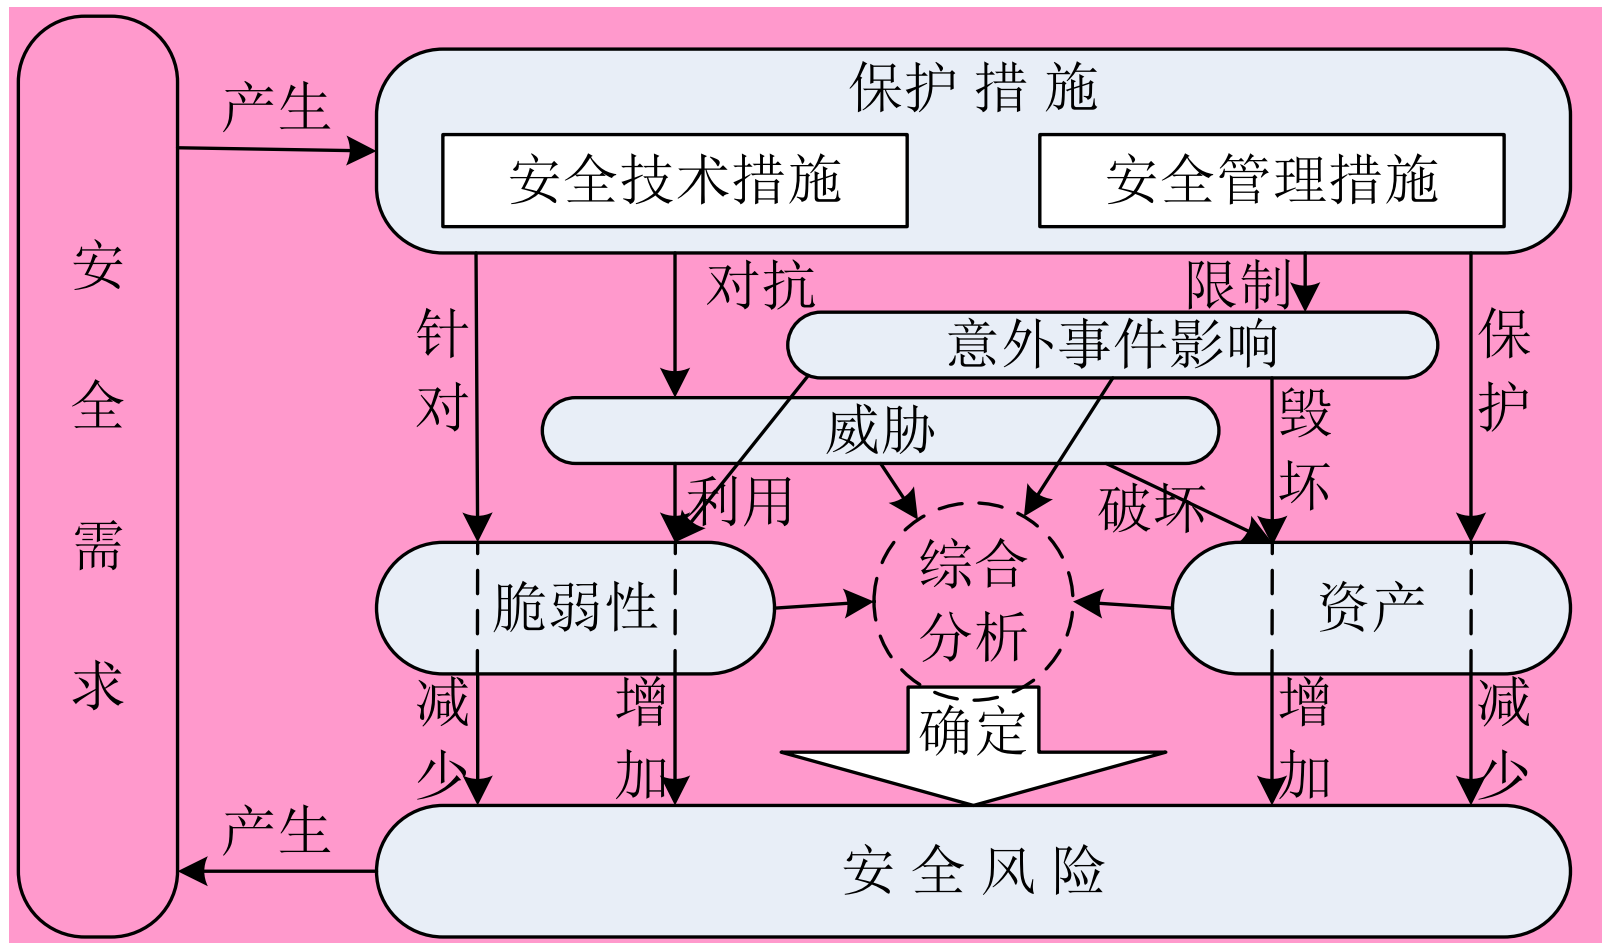 产生
保护 措 施
安全技术措施
安全管理措施
安全需求
对抗
限制
针对
意外事件影响
保护
威胁
毁坏
利用
破坏
综合
分析
脆弱性
资产
减少
增加
确定
增加
减少
产生
安 全 风 险